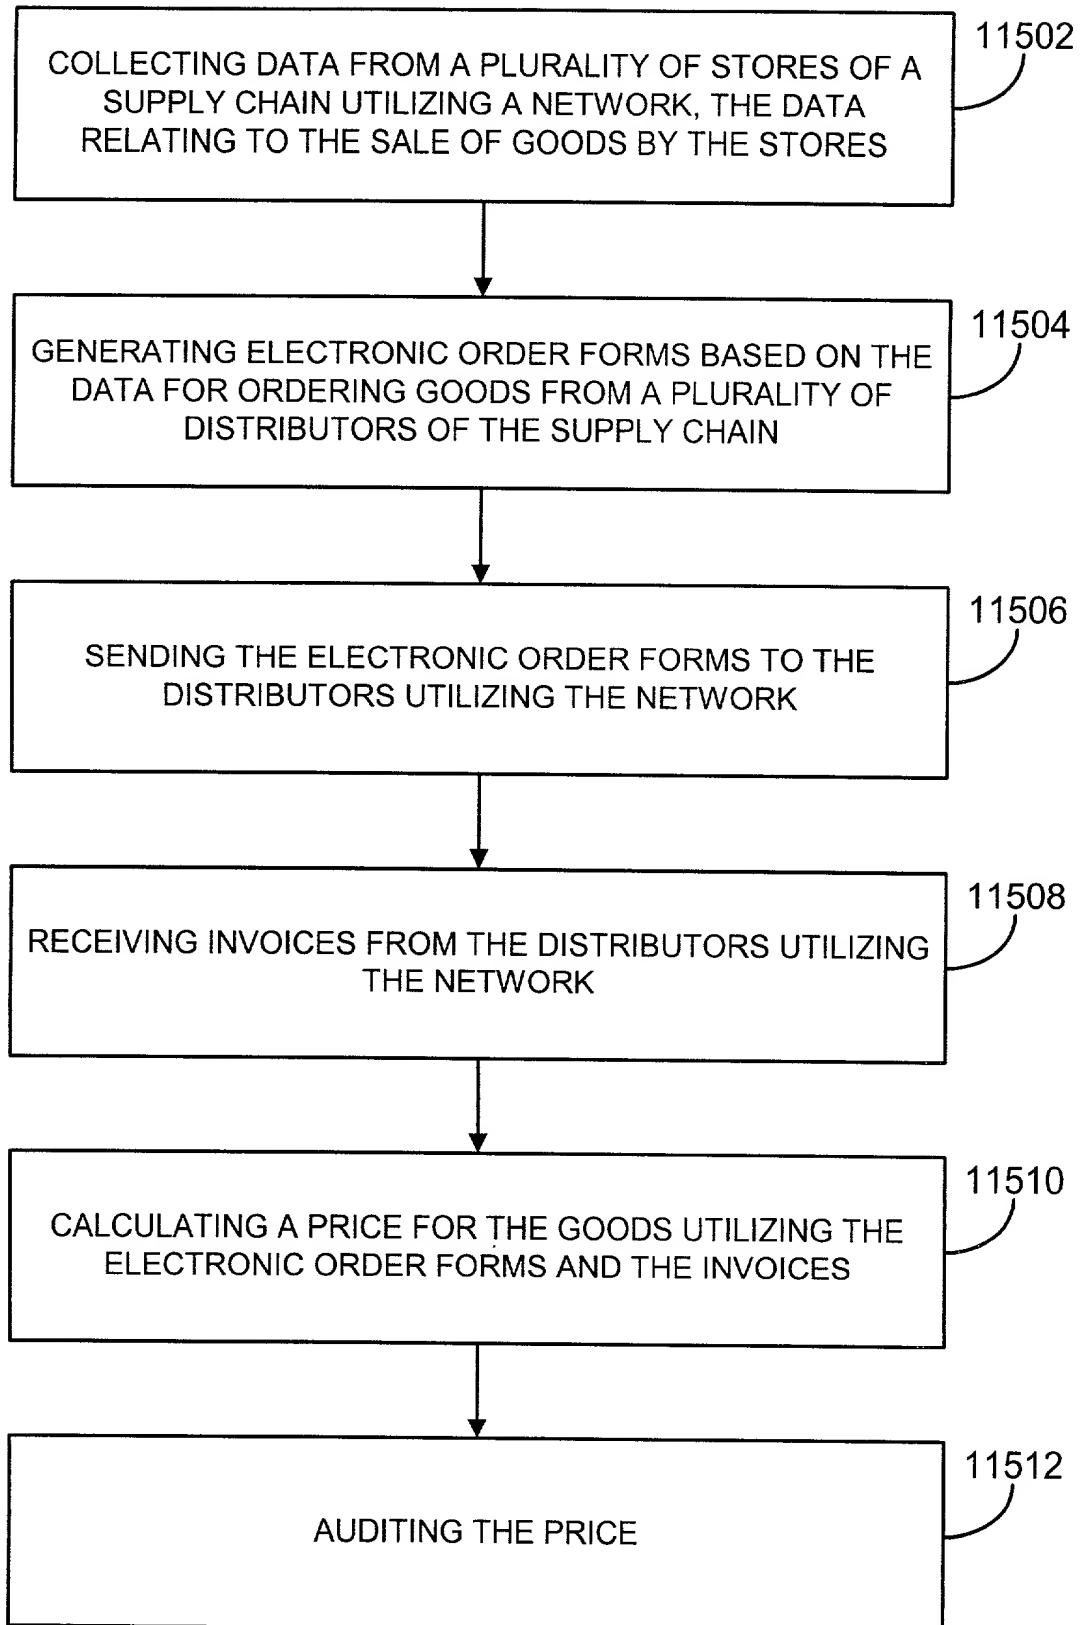 11502
COLLECTING DATA FROM A PLURALITY OF STORES OF A
SUPPLY CHAIN UTILIZING A NETWORK, THE DATA
RELATING TO THE SALE OF GOODS BY THE STORES
11504
GENERATING ELECTRONIC ORDER FORMS BASED ON THE
DATA FOR ORDERING GOODS FROM A PLURALITY OF
DISTRIBUTORS OF THE SUPPLY CHAIN
11506
SENDING THE ELECTRONIC ORDER FORMS TO THE
DISTRIBUTORS UTILIZING THE NETWORK
11508
RECEIVING INVOICES FROM THE DISTRIBUTORS UTILIZING
THE NETWORK
11510
CALCULATING A PRICE FOR THE GOODS UTILIZING THE
ELECTRONIC ORDER FORMS AND THE INVOICES
11512
AUDITING THE PRICE